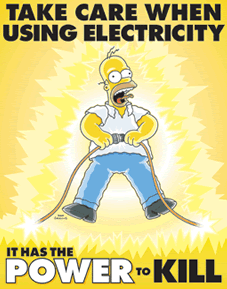 TAKE CARE WHEN
USING ELECTRICITY
IT HAS THE
POWER TO KILL